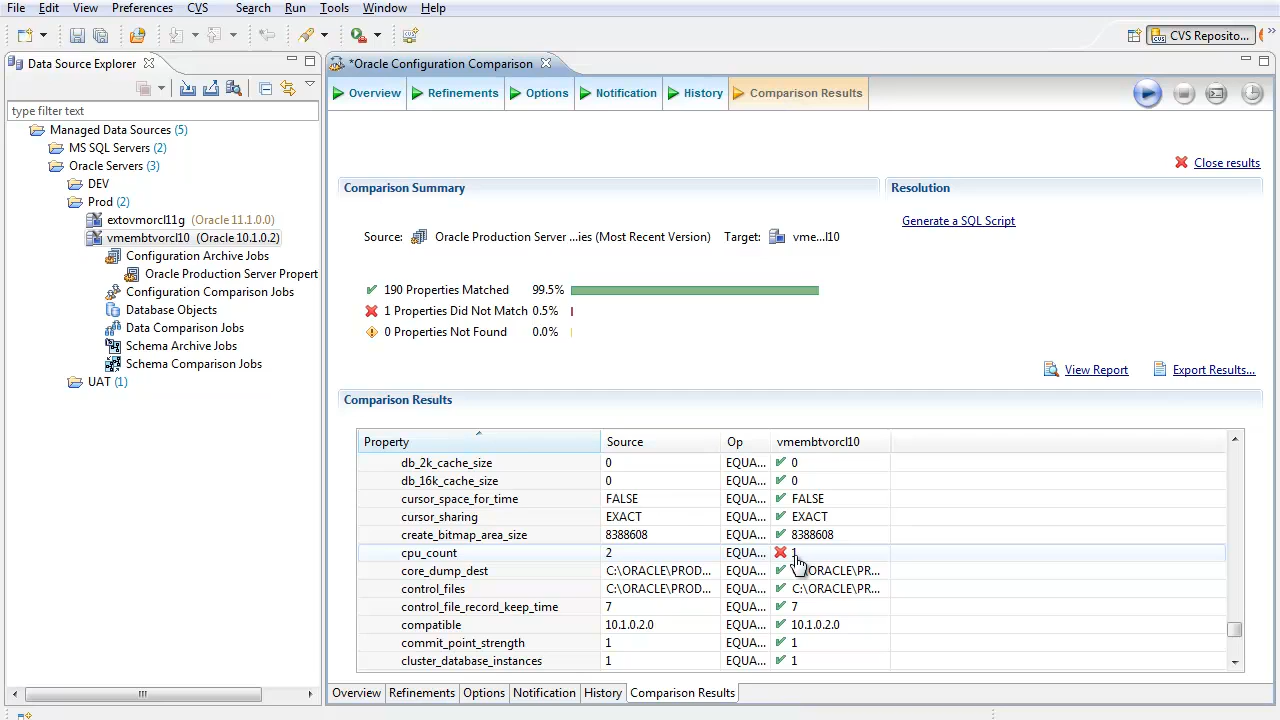 File Edit View Preferences CVS Search Run Tools Window Help
CVS Reposito...
Data Source Explorer
*Oracle Configuration Comparison
Overview Refinements Options Notification History Comparison Results
type filter text
Managed Data Sources (5)
MS SQL Servers (2)
Oracle Servers (3)
DEV
Prod (2)
extovmorcl11g (Oracle 11.1.0.0)
vmembtvorcl10 (Oracle 10.1.0.2)
Configuration Archive Jobs
Oracle Production Server Propert
Configuration Comparison Jobs
Database Objects
Data Comparison Jobs
Schema Archive Jobs
Schema Comparison Jobs
UAT (1)
Close results
Comparison Summary
Resolution
Generate a SQL Script
Source: Oracle Production Server ...ies (Most Recent Version) Target: vme...l10
190 Properties Matched 99.5%
1 Properties Did Not Match 0.5%
0 Properties Not Found 0.0%
View Report Export Results...
Comparison Results
Property Source Op vmembtvorcl10
db_2k_cache_size 0 EQUA... 0
db_16k_cache_size 0 EQUA... 0
cursor_space_for_time FALSE EQUA... FALSE
cursor_sharing EXACT EQUA... EXACT
create_bitmap_area_size 8388608 EQUA... 8388608
cpu_count 2 EQUA... 1
core_dump_dest C:\ORACLE\PROD... EQUA... \ORACLE\PR...
control_files C:\ORACLE\PROD... EQUA... C:\ORACLE\PR...
control_file_record_keep_time 7 EQUA... 7
compatible 10.1.0.2.0 EQUA... 10.1.0.2.0
commit_point_strength 1 EQUA... 1
cluster_database_instances 1 EQUA... 1
Overview Refinements Options Notification History Comparison Results